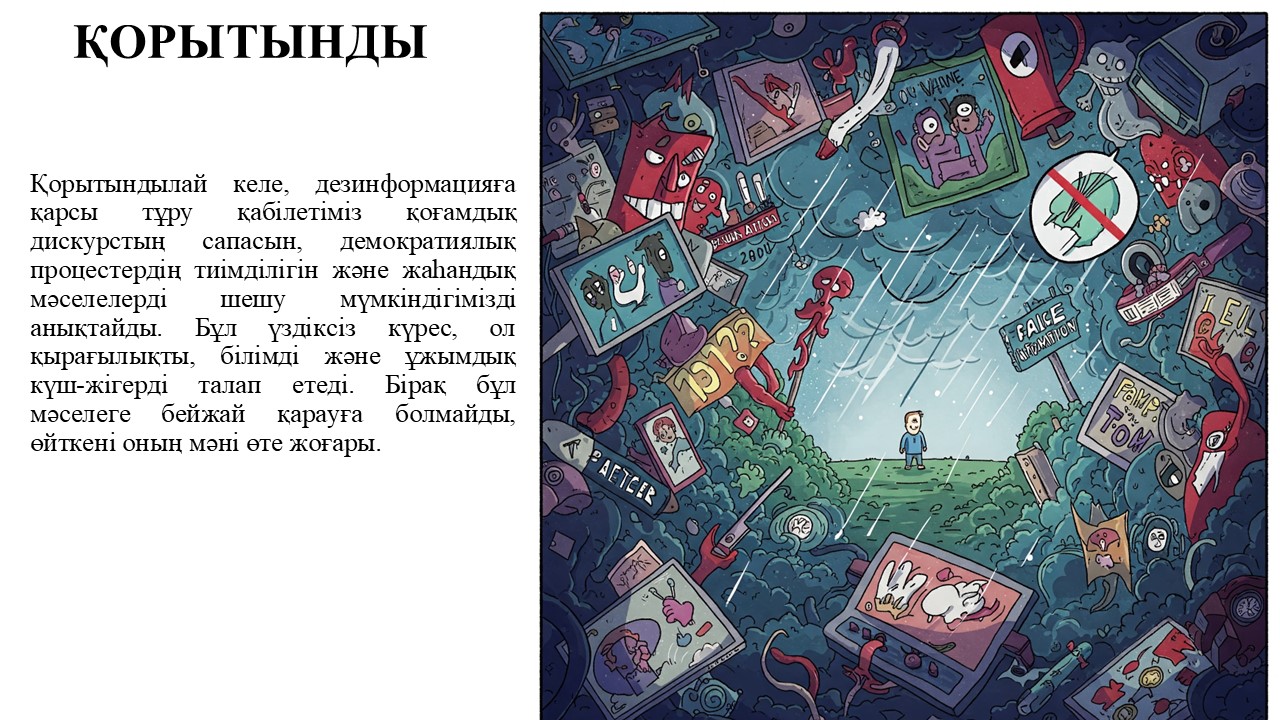 ҚОРЫТЫНДЫ
Қорытындылай келе, дезинформацияға
қарсы тұру қабілетіміз қоғамдық
дискурстың сапасын, демократиялық
процестердің тиімділігін және жаһандық
мәселелерді шешу мүмкіндігімізді
анықтайды. Бұл үздіксіз күрес, ол
қырағылықты, білімді және ұжымдық
күш-жігерді талап етеді. Бірақ бұл
мәселеге бейжай қарауға болмайды,
өйткені оның мәні өте жоғары.